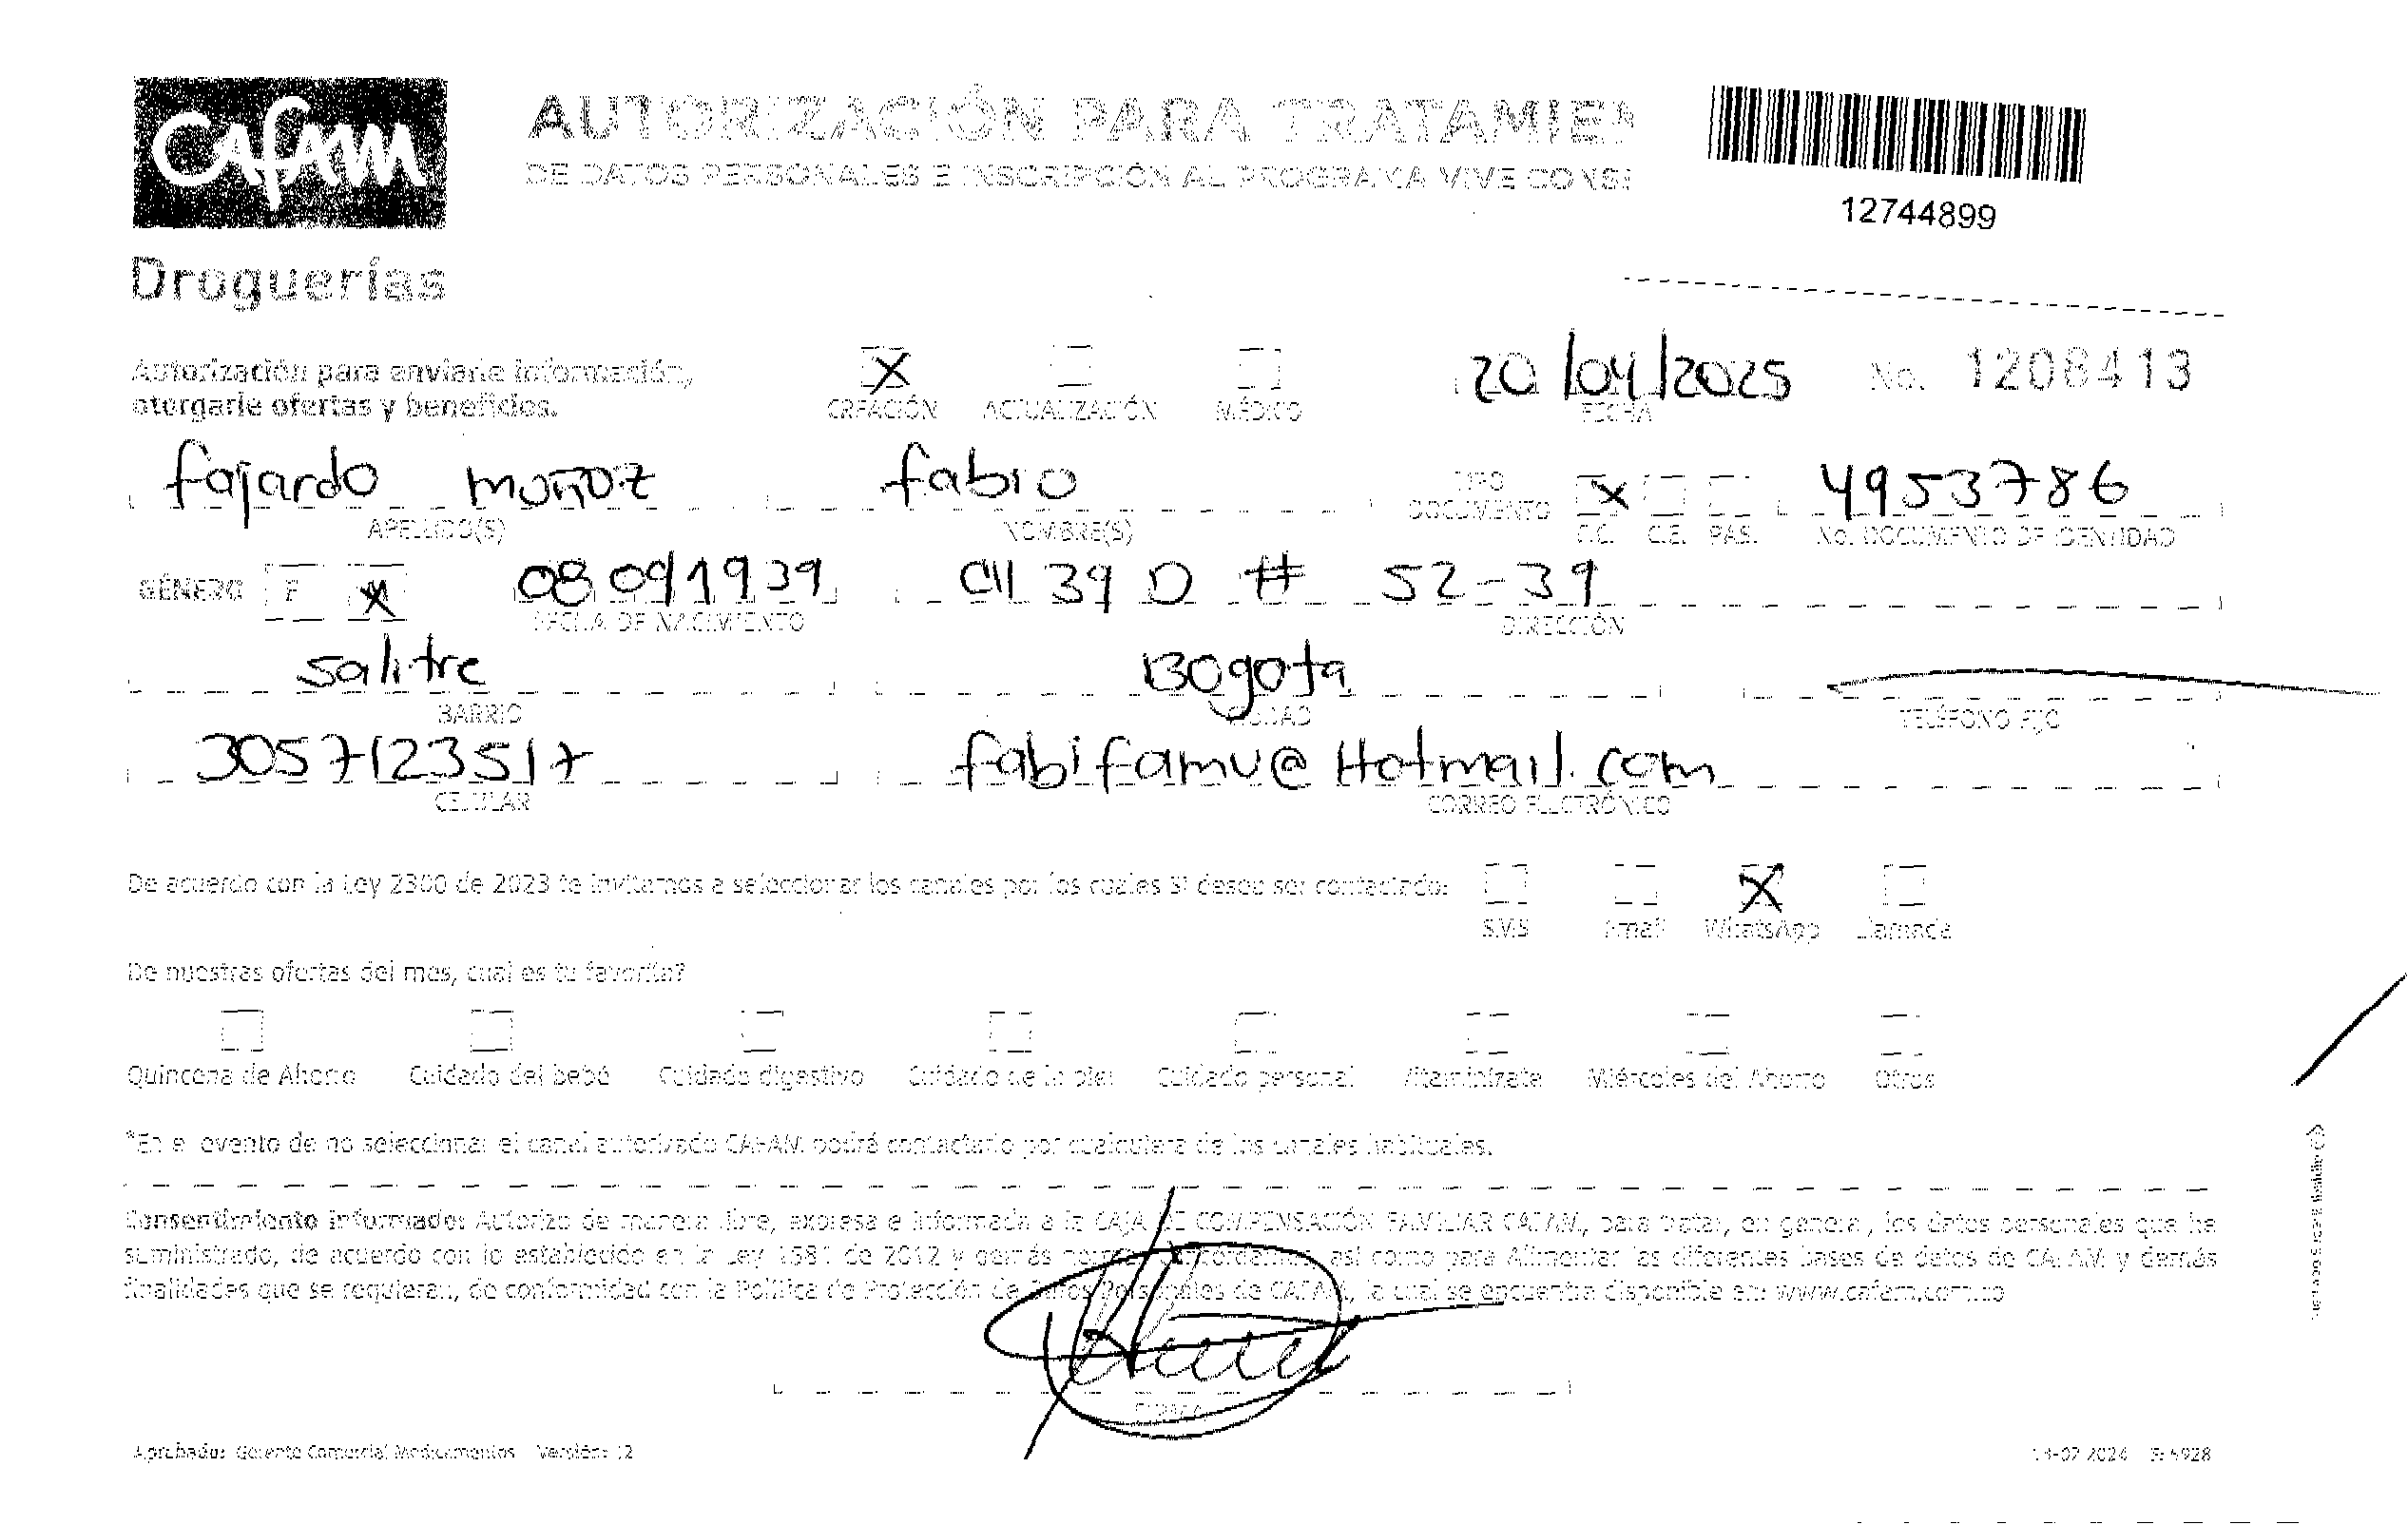 Cafam
AUTORIZACIÓN PARA TRATAMIEN
DE DATOS PERSONALES E INSCRIPCIÓN AL PROGRAMA VIVE CONSE
12744899
Droguerías
Autorización para enviarle información,
otorgarle ofertas y beneficios.
X
CREACIÓN ACTUALIZACIÓN MÉDICO
20/04/2025
FECHA
No. 1208413
fajardo muñoz fabio
APELLIDO(S) NOMBRE(S)
TIPO DOCUMENTO
X
C.C. C.E. PAS.
4953786
No. DOCUMENTO DE IDENTIDAD
GÉNERO F M X
08 09 1939
FECHA DE NACIMIENTO
Cll 39 D # 52-39
DIRECCIÓN
Salitre Bogota
BARRIO CIUDAD TELÉFONO FIJO
3057123517 fabifamu@Hotmail.com
CELULAR CORREO ELECTRÓNICO
De acuerdo con la Ley 2300 de 2023 te invitamos a seleccionar los canales por los cuales SI deseo ser contactado:
X
SMS Email WhatsApp Llamada
De nuestras ofertas del mes, cual es tu favorita?
Quincena de Ahorro Cuidado del bebé Cuidado digestivo Cuidado de la piel Cuidado personal Vitaminízate Miércoles del Ahorro Otros
*En el evento de no seleccionar el canal autorizado CAFAM podrá contactarlo por cualquiera de los canales habituales.
Consentimiento informado: Autorizo de manera libre, expresa e informada a la CAJA DE COMPENSACIÓN FAMILIAR CAFAM, para tratar, en general, los datos personales que he
suministrado, de acuerdo con lo establecido en la Ley 1581 de 2012 y demás normas concordantes, así como para Alimentar las diferentes bases de datos de CAFAM y demás
finalidades que se requieran, de conformidad con la Política de Protección de Datos Personales de CAFAM, la cual se encuentra disponible en: www.cafam.com.co
FIRMA
Aprobado: Gerente Comercial Medicamentos Versión: 12